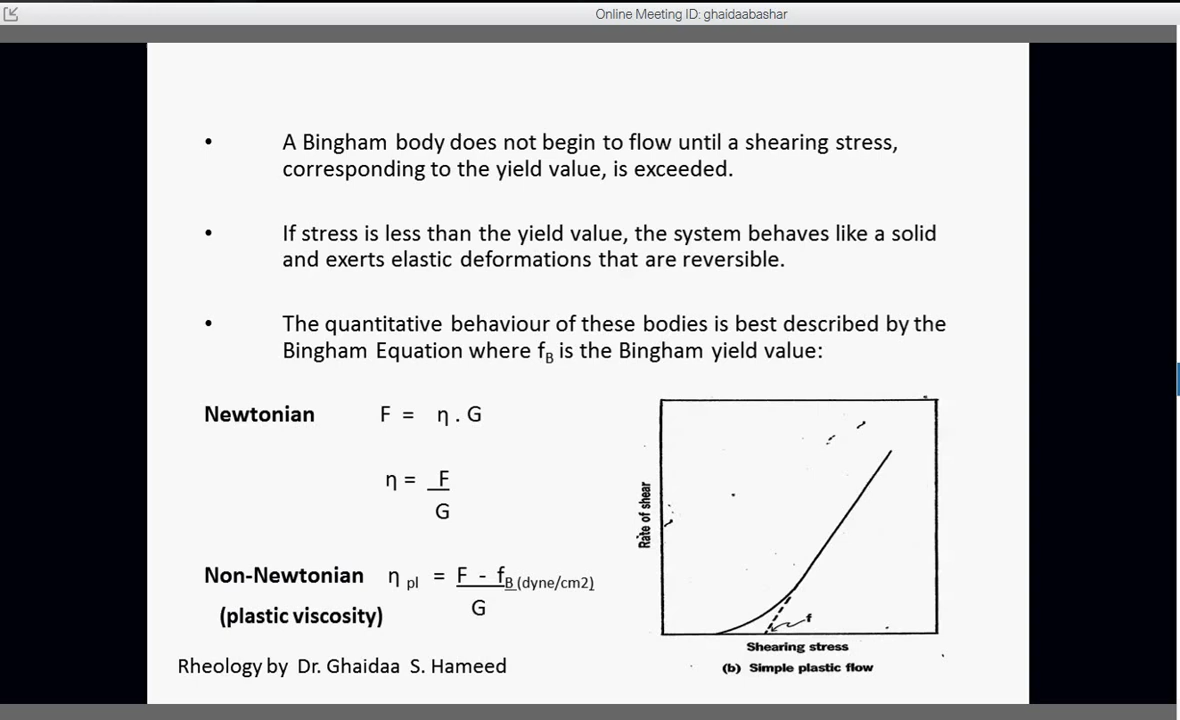 Online Meeting ID: ghaidaabashar
• A Bingham body does not begin to flow until a shearing stress,
corresponding to the yield value, is exceeded.
• If stress is less than the yield value, the system behaves like a solid
and exerts elastic deformations that are reversible.
• The quantitative behaviour of these bodies is best described by the
Bingham Equation where fB is the Bingham yield value:
Newtonian F = η . G
η = F
G
Non-Newtonian η pl = F - fB (dyne/cm2)
(plastic viscosity) G
Rheology by Dr. Ghaidaa S. Hameed
Rate of shear
f
Shearing stress
(b) Simple plastic flow